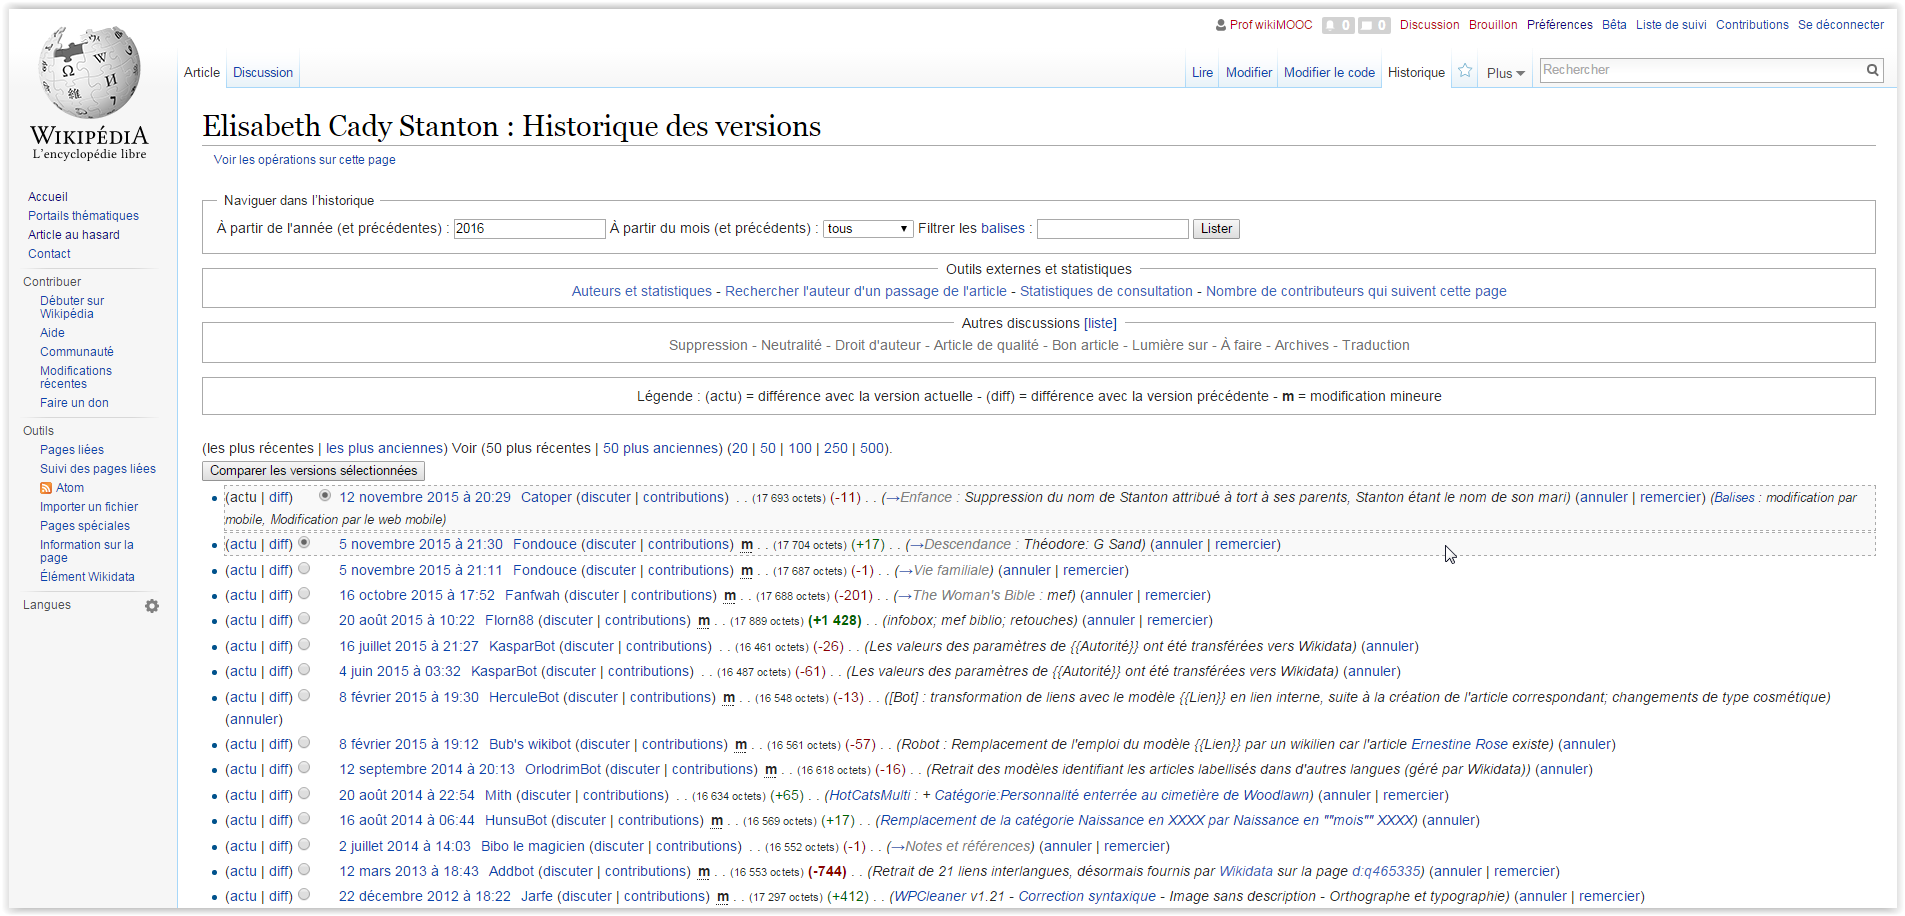 Prof wikiMOOC 0 0 Discussion Brouillon Préférences Bêta Liste de suivi Contributions Se déconnecter
Article Discussion Lire Modifier Modifier le code Historique Plus Rechercher
Ω W И 維 7
WIKIPÉDIA
L'encyclopédie libre
Accueil
Portails thématiques
Article au hasard
Contact
Contribuer
Débuter sur
Wikipédia
Aide
Communauté
Modifications
récentes
Faire un don
Outils
Pages liées
Suivi des pages liées
Atom
Importer un fichier
Pages spéciales
Information sur la
page
Élément Wikidata
Langues
Elisabeth Cady Stanton : Historique des versions
Voir les opérations sur cette page
Naviguer dans l'historique
À partir de l'année (et précédentes) : 2016 À partir du mois (et précédents) : tous Filtrer les balises : Lister
Outils externes et statistiques
Auteurs et statistiques - Rechercher l'auteur d'un passage de l'article - Statistiques de consultation - Nombre de contributeurs qui suivent cette page
Autres discussions [liste]
Suppression - Neutralité - Droit d'auteur - Article de qualité - Bon article - Lumière sur - À faire - Archives - Traduction
Légende : (actu) = différence avec la version actuelle - (diff) = différence avec la version précédente - m = modification mineure
(les plus récentes | les plus anciennes) Voir (50 plus récentes | 50 plus anciennes) (20 | 50 | 100 | 250 | 500).
Comparer les versions sélectionnées
(actu | diff) 12 novembre 2015 à 20:29 Catoper (discuter | contributions) . . (17 693 octets) (-11) . . (→Enfance : Suppression du nom de Stanton attribué à tort à ses parents, Stanton étant le nom de son mari) (annuler | remercier) (Balises : modification par
mobile, Modification par le web mobile)
(actu | diff) 5 novembre 2015 à 21:30 Fondouce (discuter | contributions) m . . (17 704 octets) (+17) . . (→Descendance : Théodore: G Sand) (annuler | remercier)
(actu | diff) 5 novembre 2015 à 21:11 Fondouce (discuter | contributions) m . . (17 687 octets) (-1) . . (→Vie familiale) (annuler | remercier)
(actu | diff) 16 octobre 2015 à 17:52 Fanfwah (discuter | contributions) m . . (17 688 octets) (-201) . . (→The Woman's Bible : mef) (annuler | remercier)
(actu | diff) 20 août 2015 à 10:22 Florn88 (discuter | contributions) m . . (17 889 octets) (+1 428) . . (infobox; mef biblio; retouches) (annuler | remercier)
(actu | diff) 16 juillet 2015 à 21:27 KasparBot (discuter | contributions) . . (16 461 octets) (-26) . . (Les valeurs des paramètres de {{Autorité}} ont été transférées vers Wikidata) (annuler)
(actu | diff) 4 juin 2015 à 03:32 KasparBot (discuter | contributions) . . (16 487 octets) (-61) . . (Les valeurs des paramètres de {{Autorité}} ont été transférées vers Wikidata) (annuler)
(actu | diff) 8 février 2015 à 19:30 HerculeBot (discuter | contributions) m . . (16 548 octets) (-13) . . ([Bot] : transformation de liens avec le modèle {{Lien}} en lien interne, suite à la création de l'article correspondant; changements de type cosmétique)
(annuler)
(actu | diff) 8 février 2015 à 19:12 Bub's wikibot (discuter | contributions) m . . (16 561 octets) (-57) . . (Robot : Remplacement de l'emploi du modèle {{Lien}} par un wikilien car l'article Ernestine Rose existe) (annuler)
(actu | diff) 12 septembre 2014 à 20:13 OrlodrimBot (discuter | contributions) m . . (16 618 octets) (-16) . . (Retrait des modèles identifiant les articles labellisés dans d'autres langues (géré par Wikidata)) (annuler)
(actu | diff) 20 août 2014 à 22:54 Mith (discuter | contributions) . . (16 634 octets) (+65) . . (HotCatsMulti : + Catégorie:Personnalité enterrée au cimetière de Woodlawn) (annuler | remercier)
(actu | diff) 16 août 2014 à 06:44 HunsuBot (discuter | contributions) m . . (16 569 octets) (+17) . . (Remplacement de la catégorie Naissance en XXXX par Naissance en ""mois"" XXXX) (annuler)
(actu | diff) 2 juillet 2014 à 14:03 Bibo le magicien (discuter | contributions) . . (16 552 octets) (-1) . . (→Notes et références) (annuler | remercier)
(actu | diff) 12 mars 2013 à 18:43 Addbot (discuter | contributions) m . . (16 553 octets) (-744) . . (Retrait de 21 liens interlangues, désormais fournis par Wikidata sur la page d:q465335) (annuler | remercier)
(actu | diff) 22 décembre 2012 à 18:22 Jarfe (discuter | contributions) m . . (17 297 octets) (+412) . . (WPCleaner v1.21 - Correction syntaxique - Image sans description - Orthographe et typographie) (annuler | remercier)